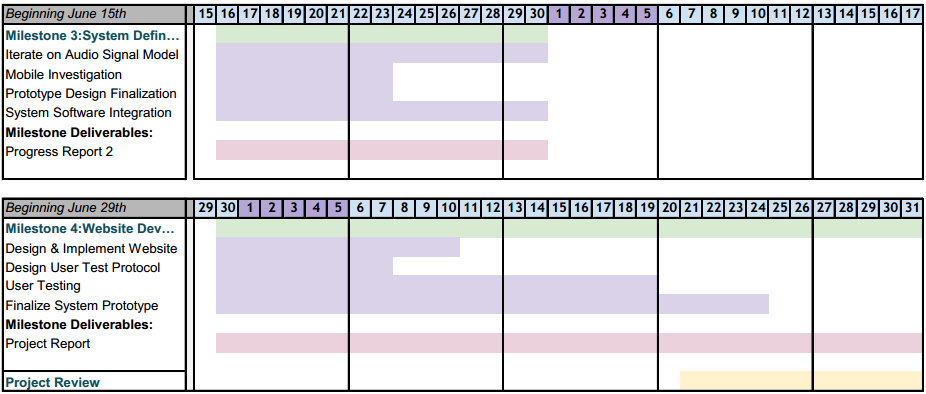 Beginning June 15th 15 16 17 18 19 20 21 22 23 24 25 26 27 28 29 30 1 2 3 4 5 6 7 8 9 10 11 12 13 14 15 16 17
Milestone 3:System Defin...
Iterate on Audio Signal Model
Mobile Investigation
Prototype Design Finalization
System Software Integration
Milestone Deliverables:
Progress Report 2
Beginning June 29th 29 30 1 2 3 4 5 6 7 8 9 10 11 12 13 14 15 16 17 18 19 20 21 22 23 24 25 26 27 28 29 30 31
Milestone 4:Website Dev...
Design & Implement Website
Design User Test Protocol
User Testing
Finalize System Prototype
Milestone Deliverables:
Project Report
Project Review